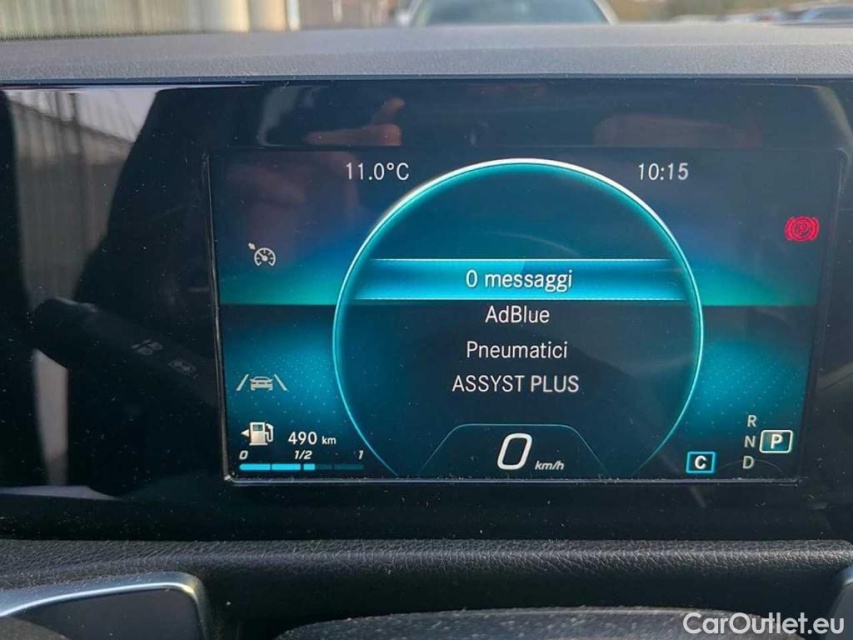 11.0°C
10:15
0 messaggi
AdBlue
Pneumatici
ASSYST PLUS
490 km
0 1/2 1
0 km/h
C
R
N P
D
CarOutlet.eu